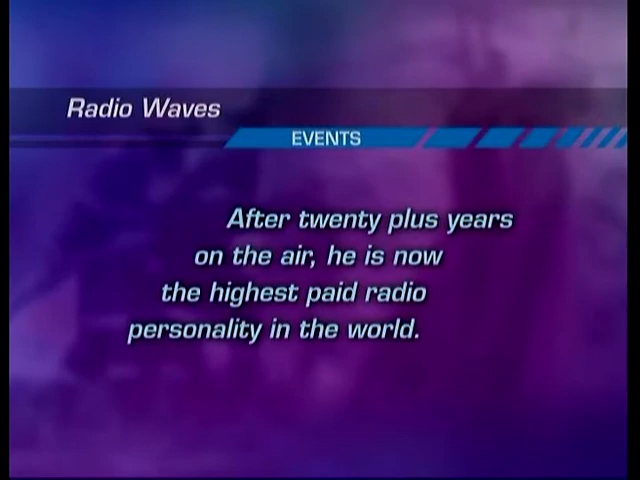 Radio Waves
EVENTS
After twenty plus years
on the air, he is now
the highest paid radio
personality in the world.